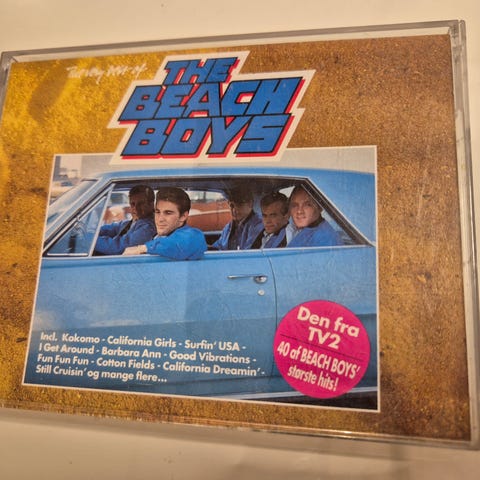 The very best of..
THE
BEACH
BOYS
Incl. Kokomo - California Girls - Surfin' USA -
I Get Around - Barbara Ann - Good Vibrations -
Fun Fun Fun - Cotton Fields - California Dreamin' -
Still Cruisin' og mange flere...
Den fra
TV2
40 af BEACH BOYS'
største hits!